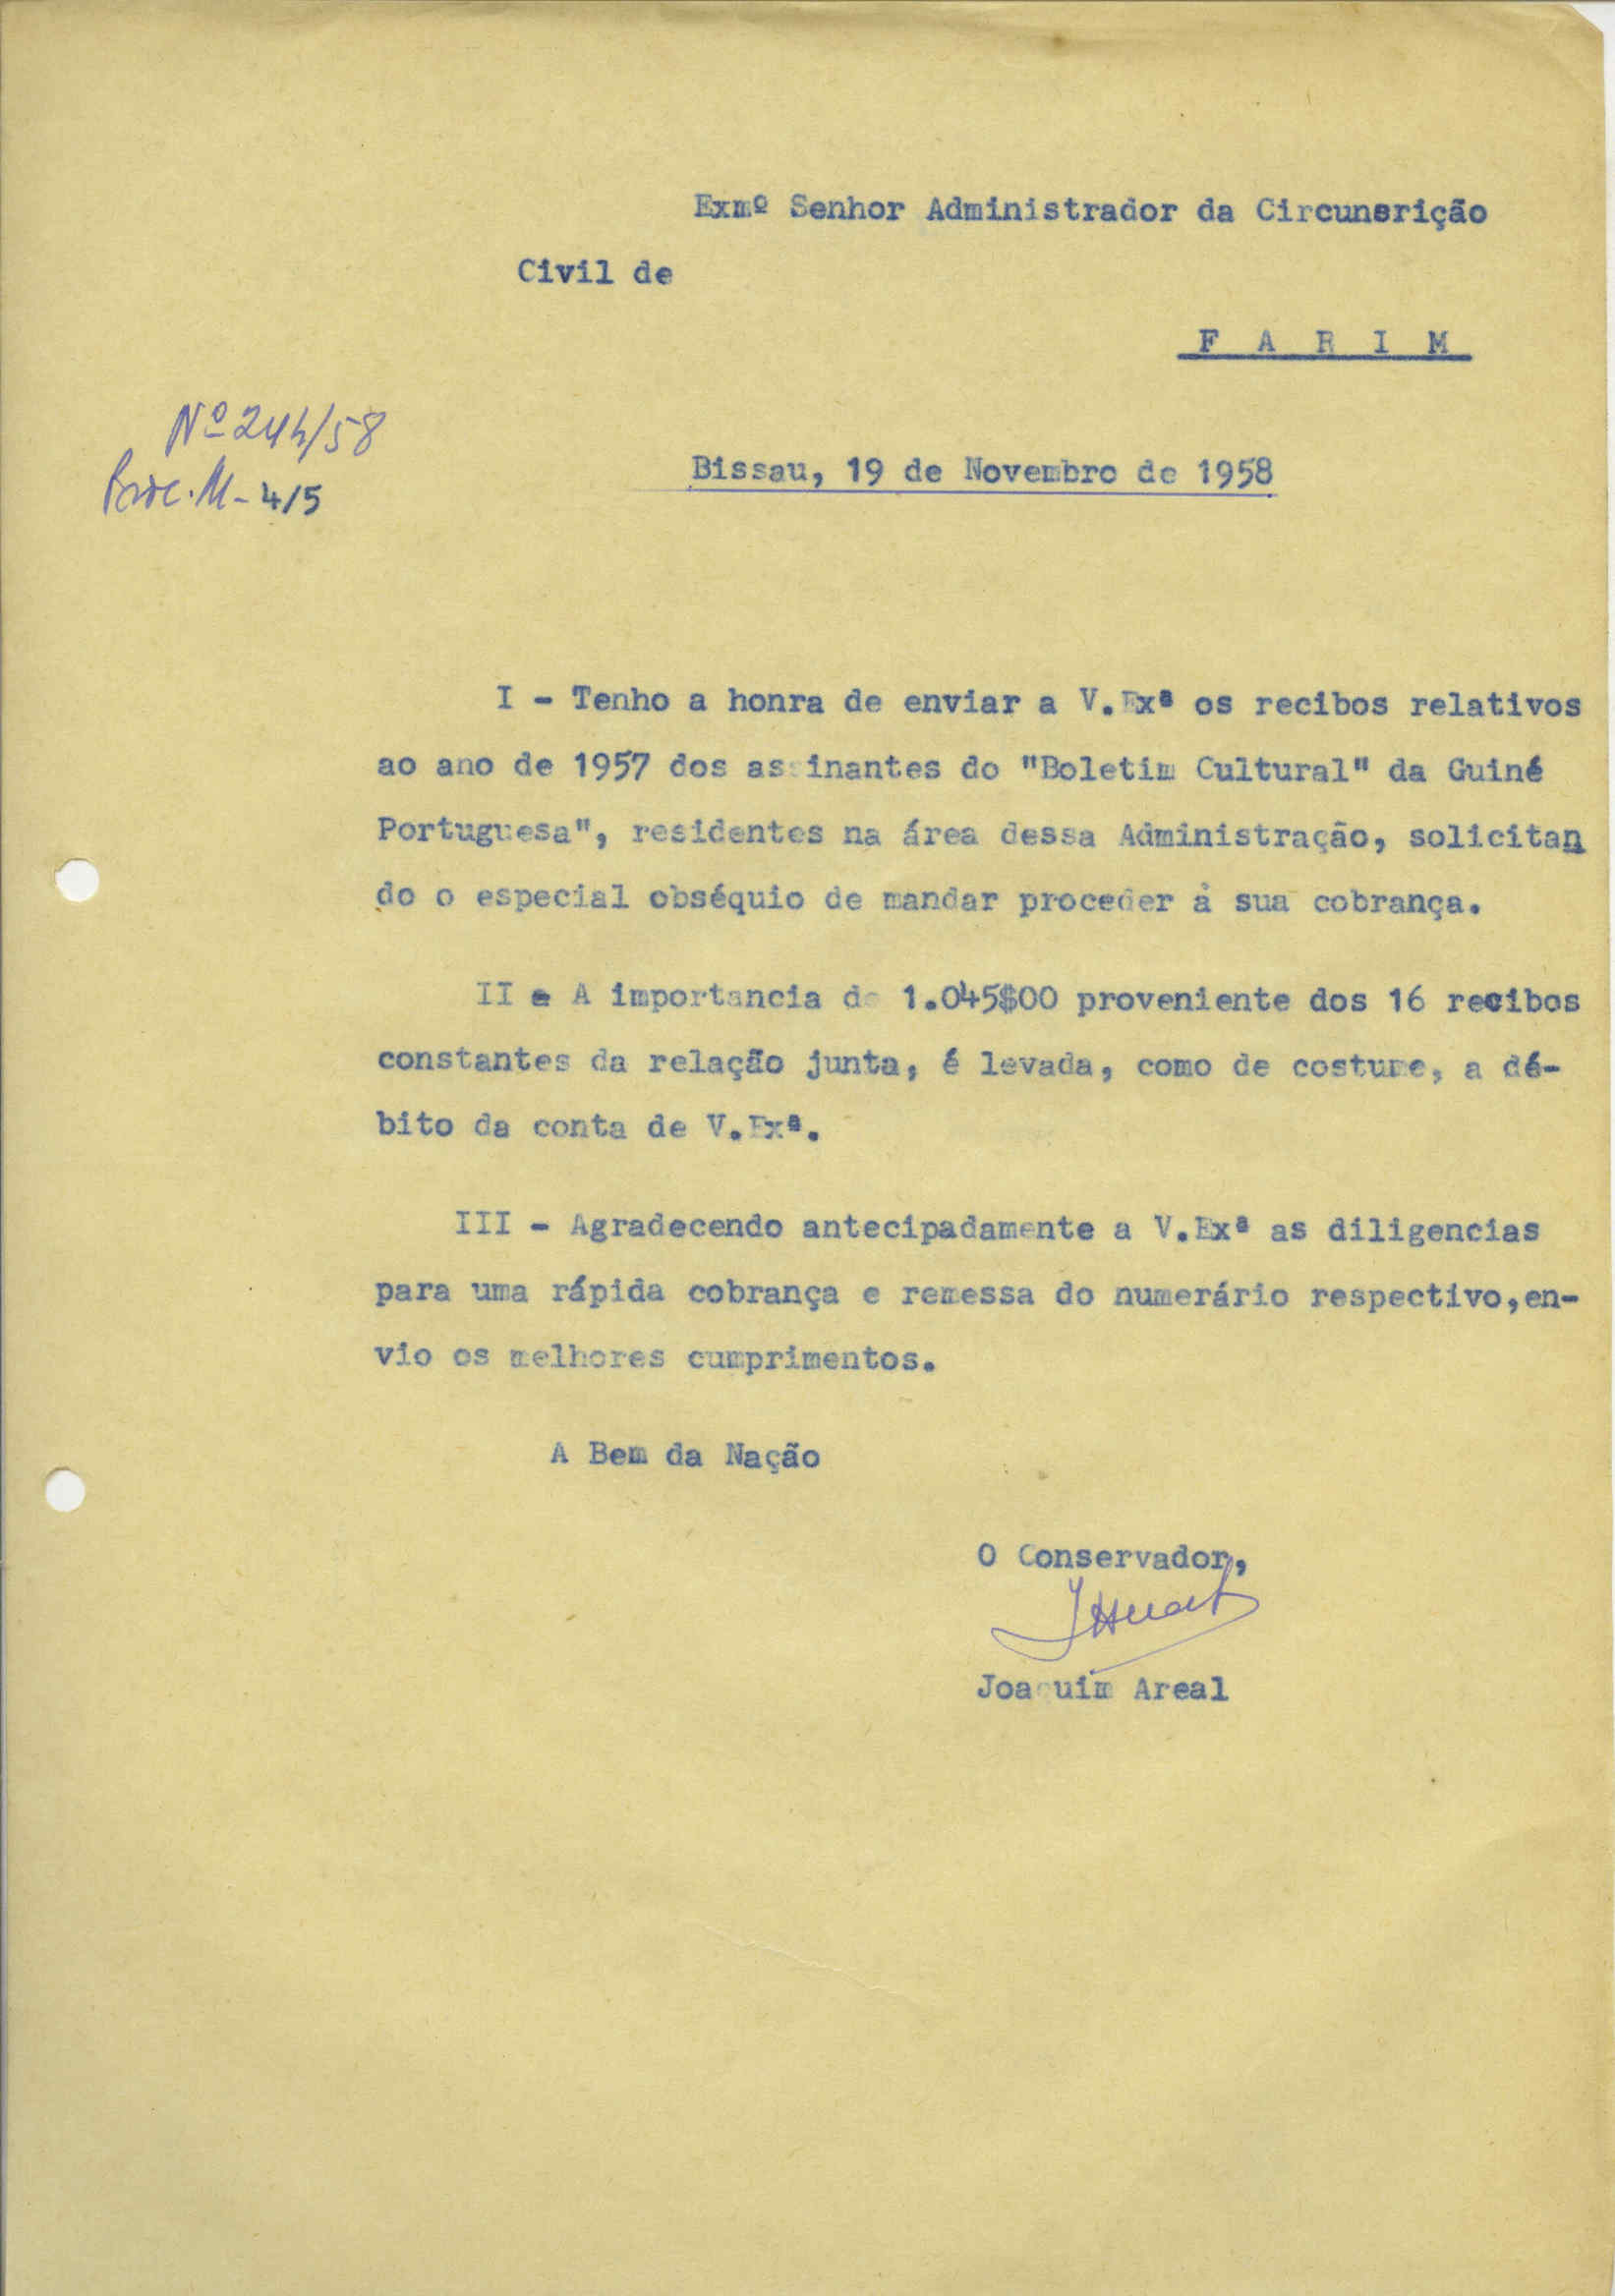 Exmº Senhor Administrador da Circunsrição
Civil de
F A R I M
Nº 244/58
Proc. M - 4/5
Bissau, 19 de Novembro de 1958
I - Tenho a honra de enviar a V.Exª os recibos relativos
ao ano de 1957 dos assinantes do "Boletim Cultural" da Guiné
Portuguesa", residentes na área dessa Administração, solicitan
do o especial obséquio de mandar proceder à sua cobrança.
II - A importancia de 1.045$00 proveniente dos 16 recibos
constantes da relação junta, é levada, como de costume, a dé-
bito da conta de V.Exª.
III - Agradecendo antecipadamente a V.Exª as diligencias
para uma rápida cobrança e remessa do numerário respectivo,en-
vio os melhores cumprimentos.
A Bem da Nação
O Conservador,
Joaquim Areal